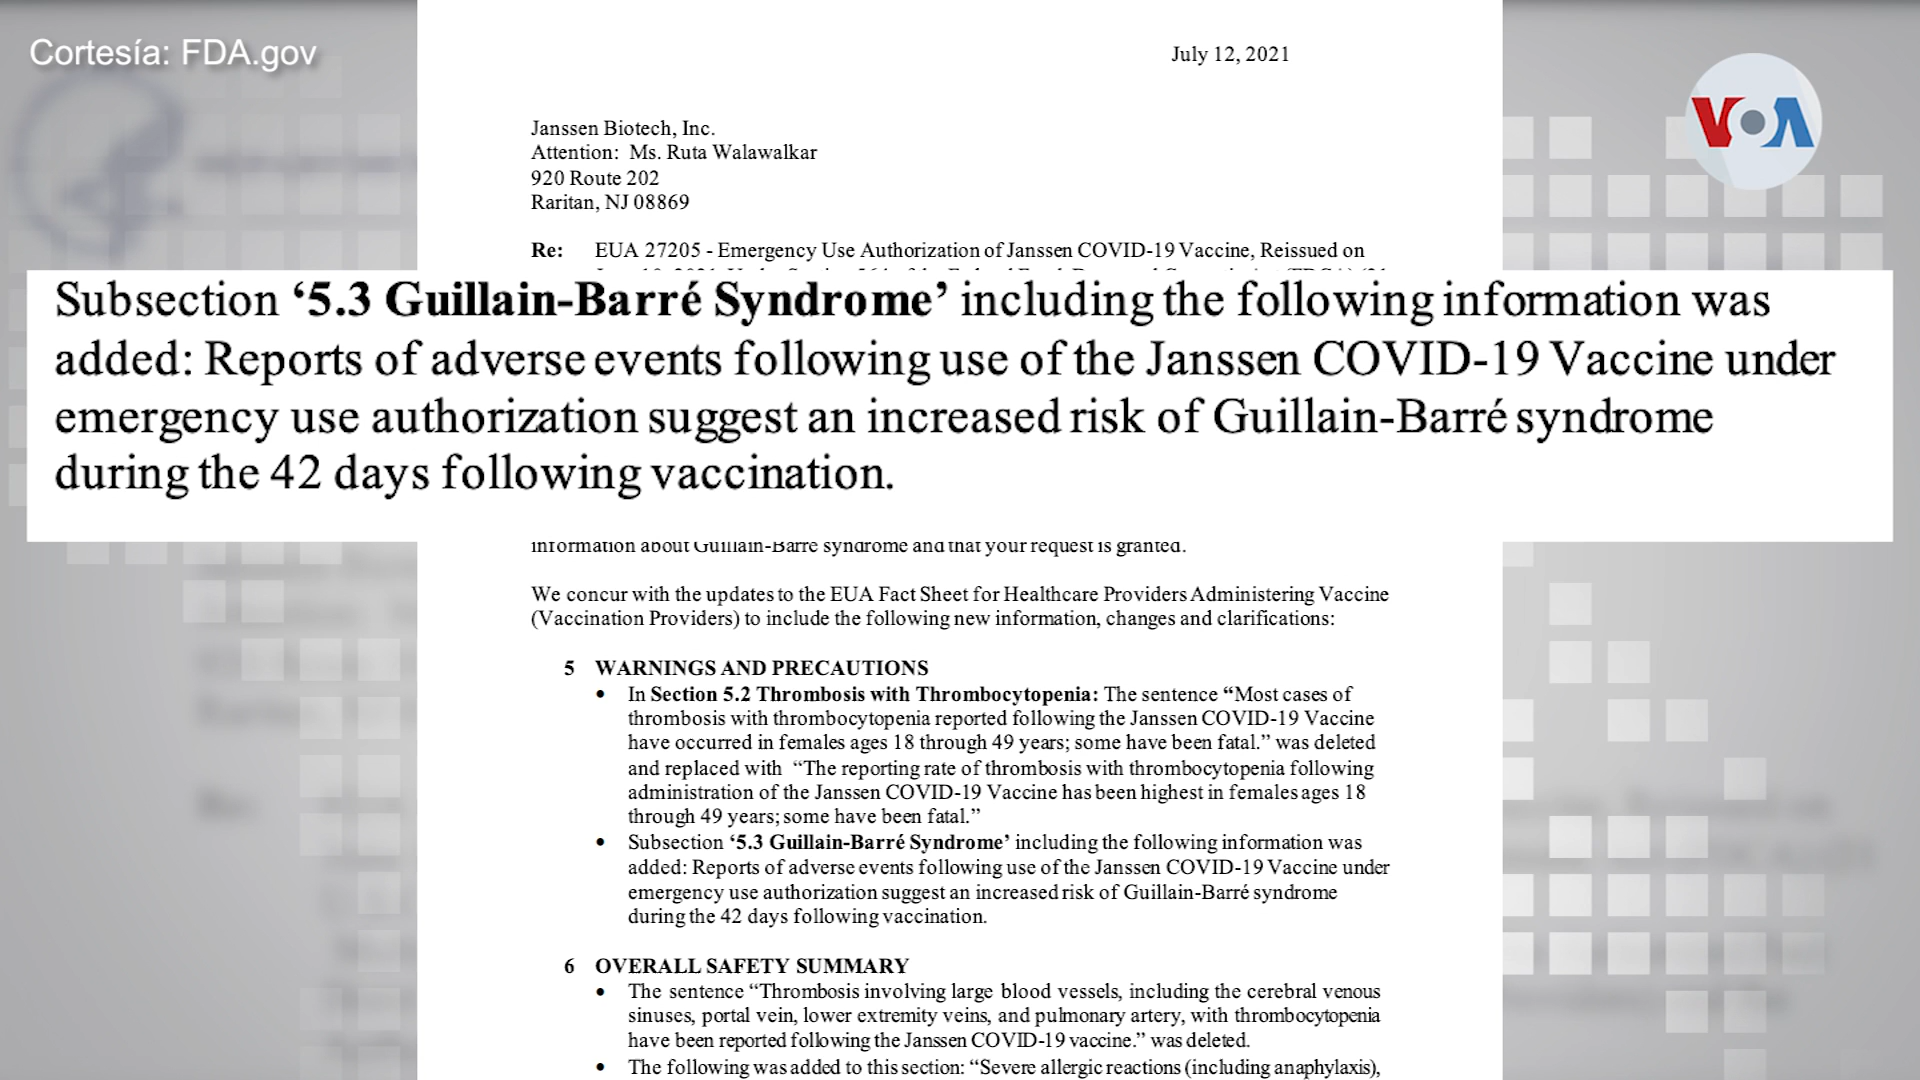 Cortesía: FDA.gov
VOA
July 12, 2021
Janssen Biotech, Inc.
Attention: Ms. Ruta Walawalkar
920 Route 202
Raritan, NJ 08869
Re: EUA 27205 - Emergency Use Authorization of Janssen COVID-19 Vaccine, Reissued on
Subsection ‘5.3 Guillain-Barré Syndrome’ including the following information was
added: Reports of adverse events following use of the Janssen COVID-19 Vaccine under
emergency use authorization suggest an increased risk of Guillain-Barré syndrome
during the 42 days following vaccination.
information about Guillain-Barré syndrome and that your request is granted.
We concur with the updates to the EUA Fact Sheet for Healthcare Providers Administering Vaccine
(Vaccination Providers) to include the following new information, changes and clarifications:
5 WARNINGS AND PRECAUTIONS
• In Section 5.2 Thrombosis with Thrombocytopenia: The sentence “Most cases of
thrombosis with thrombocytopenia reported following the Janssen COVID-19 Vaccine
have occurred in females ages 18 through 49 years; some have been fatal.” was deleted
and replaced with “The reporting rate of thrombosis with thrombocytopenia following
administration of the Janssen COVID-19 Vaccine has been highest in females ages 18
through 49 years; some have been fatal.”
• Subsection ‘5.3 Guillain-Barré Syndrome’ including the following information was
added: Reports of adverse events following use of the Janssen COVID-19 Vaccine under
emergency use authorization suggest an increased risk of Guillain-Barré syndrome
during the 42 days following vaccination.
6 OVERALL SAFETY SUMMARY
• The sentence “Thrombosis involving large blood vessels, including the cerebral venous
sinuses, portal vein, lower extremity veins, and pulmonary artery, with thrombocytopenia
have been reported following the Janssen COVID-19 vaccine.” was deleted.
• The following was added to this section: “Severe allergic reactions (including anaphylaxis),